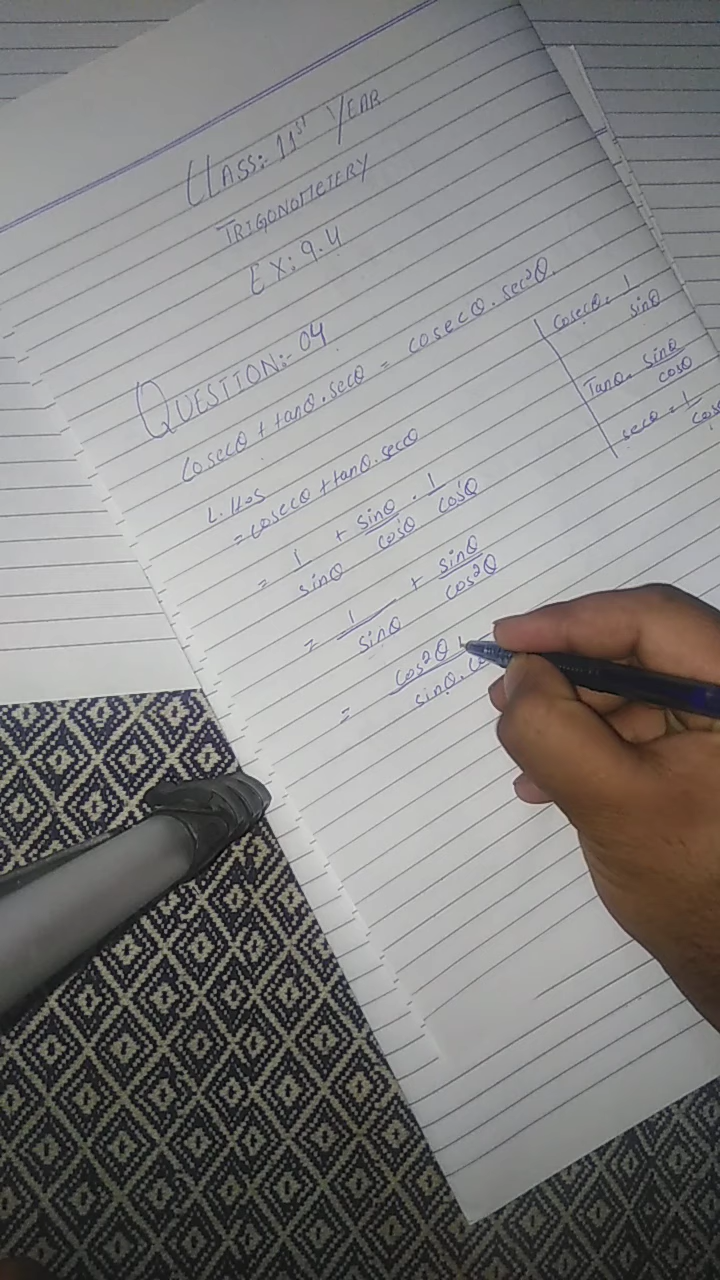 CLASS:- 11st YEAR
TRIGONOMETERY
EX: 9.4
QUESTION:- 04
Cosecθ + tanθ.secθ = cosecθ.sec²θ.
L.HoS
= cosecθ + tanθ.secθ
= 1/sinθ + sinθ/cosθ . 1/cosθ
= 1/sinθ + sinθ/cos²θ
= cos²θ + / sinθ.co
Cosecθ = 1/sinθ
Tanθ = sinθ/cosθ
secθ = 1/cosθ